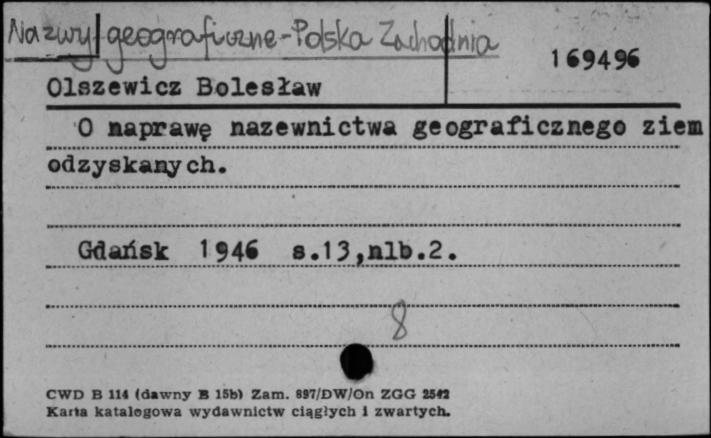 Nazwy geograficzne - Polska Zachodnia
169496
Olszewicz Bolesław
O naprawę nazewnictwa geograficznego ziem
odzyskanych.
Gdańsk 1946 s.13,nlb.2.
8
CWD B 114 (dawny B 15b) Zam. 897/DW/On ZGG 2542
Karta katalogowa wydawnictw ciągłych i zwartych.